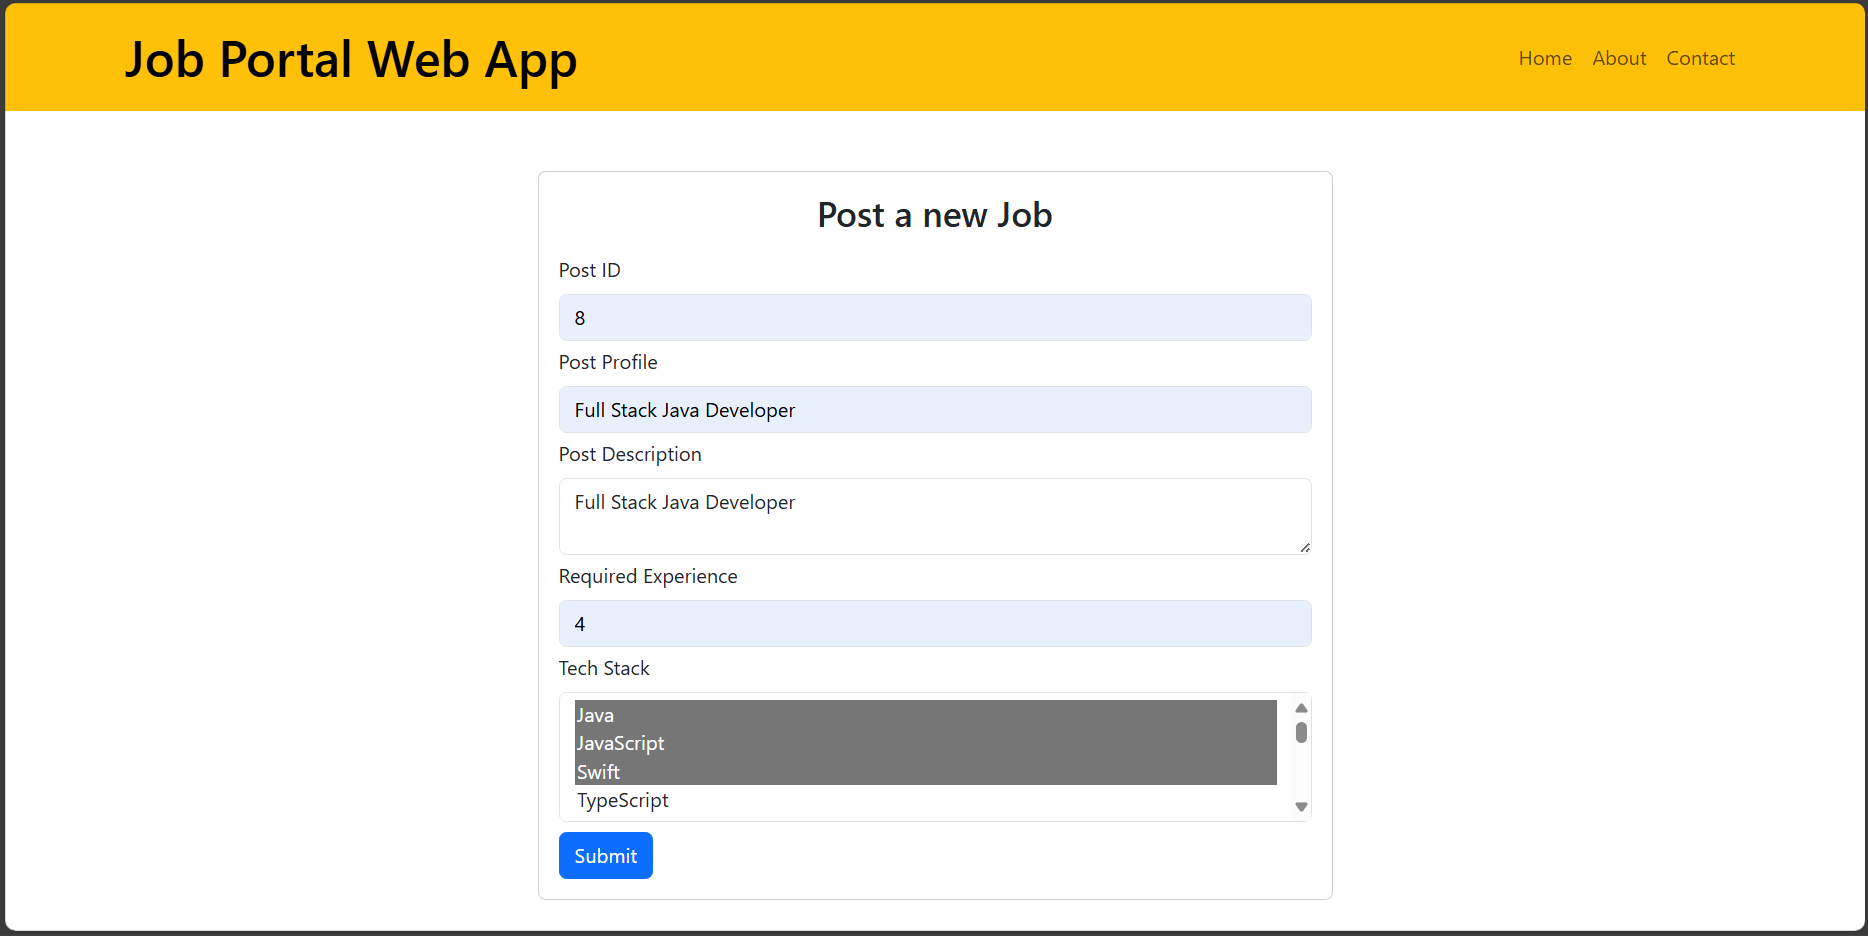 Job Portal Web App
Home About Contact
Post a new Job
Post ID
8
Post Profile
Full Stack Java Developer
Post Description
Full Stack Java Developer
Required Experience
4
Tech Stack
Java
JavaScript
Swift
TypeScript
Submit